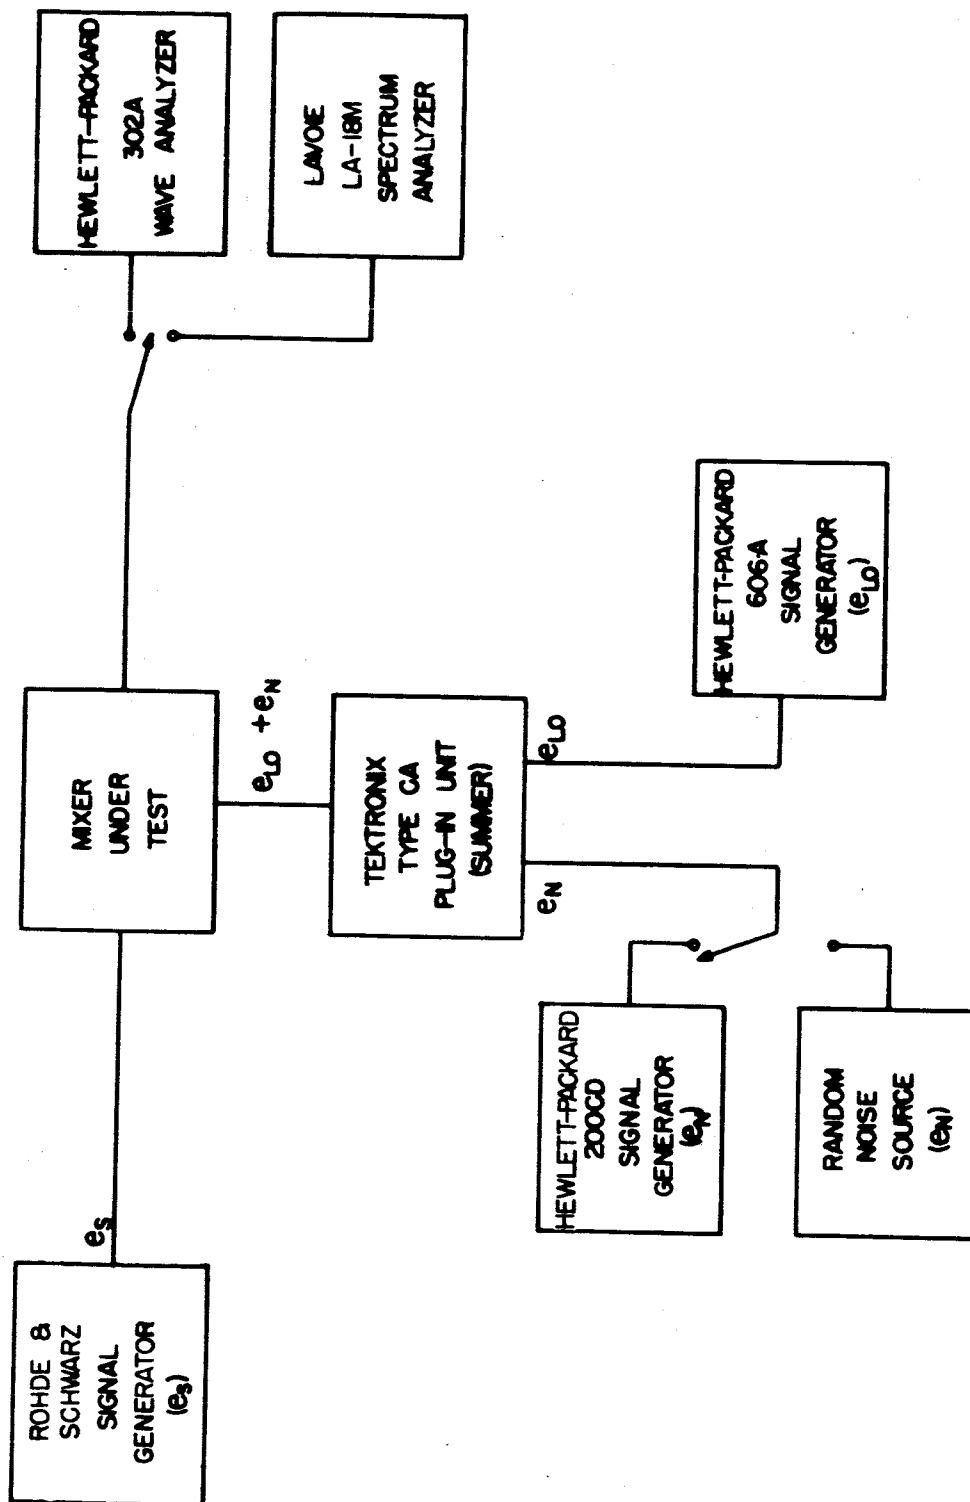 ROHDE &
SCHWARZ
SIGNAL
GENERATOR
(eS)
eS
MIXER
UNDER
TEST
HEWLETT-PACKARD
302A
WAVE ANALYZER
LAVOIE
LA-18M
SPECTRUM
ANALYZER
eLO + eN
TEKTRONIX
TYPE CA
PLUG-IN UNIT
(SUMMER)
eN
eLO
HEWLETT-PACKARD
200CD
SIGNAL
GENERATOR
(eN)
HEWLETT-PACKARD
606-A
SIGNAL
GENERATOR
(eLO)
RANDOM
NOISE
SOURCE
(eN)